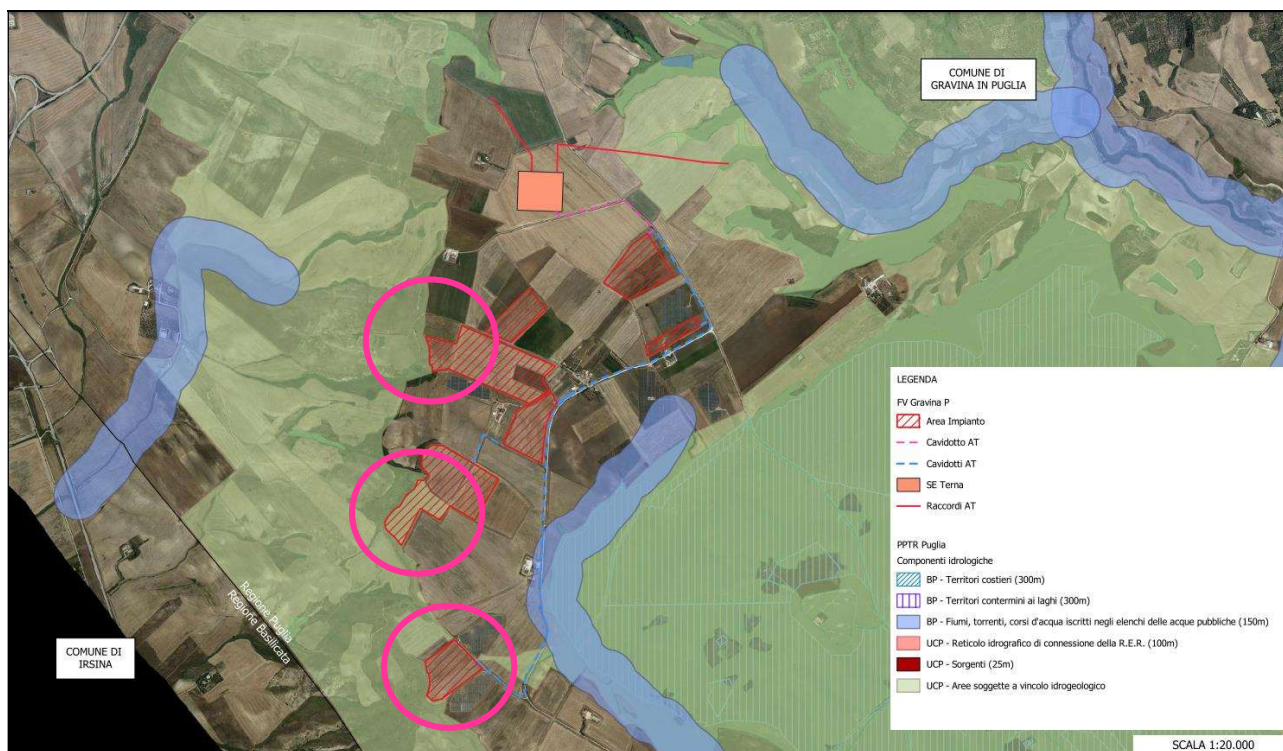 COMUNE DI
GRAVINA IN PUGLIA
Regione Puglia
Regione Basilicata
COMUNE DI
IRSINA
LEGENDA
FV Gravina P
Area Impianto
Cavidotto AT
Cavidotti AT
SE Terna
Raccordi AT
PPTR Puglia
Componenti idrologiche
BP - Territori costieri (300m)
BP - Territori contermini ai laghi (300m)
BP - Fiumi, torrenti, corsi d'acqua iscritti negli elenchi delle acque pubbliche (150m)
UCP - Reticolo idrografico di connessione della R.E.R. (100m)
UCP - Sorgenti (25m)
UCP - Aree soggette a vincolo idrogeologico
SCALA 1:20.000